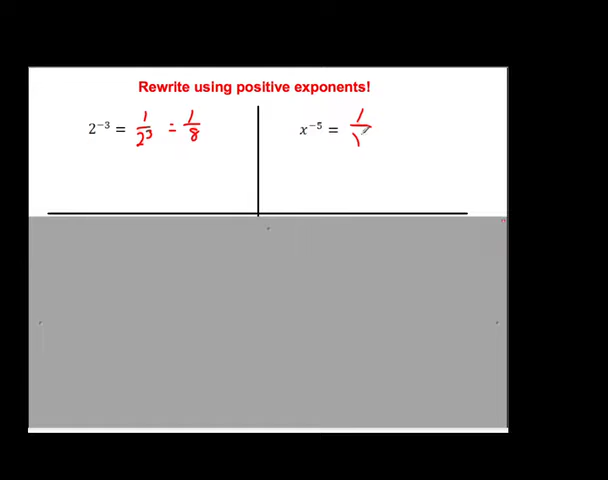 Rewrite using positive exponents!
2⁻³ = 1/2³ = 1/8
x⁻⁵ = 1/